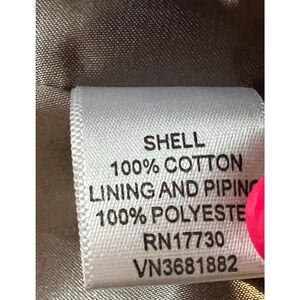 SHELL
100% COTTON
LINING AND PIPING
100% POLYESTE
RN17730
VN3681882